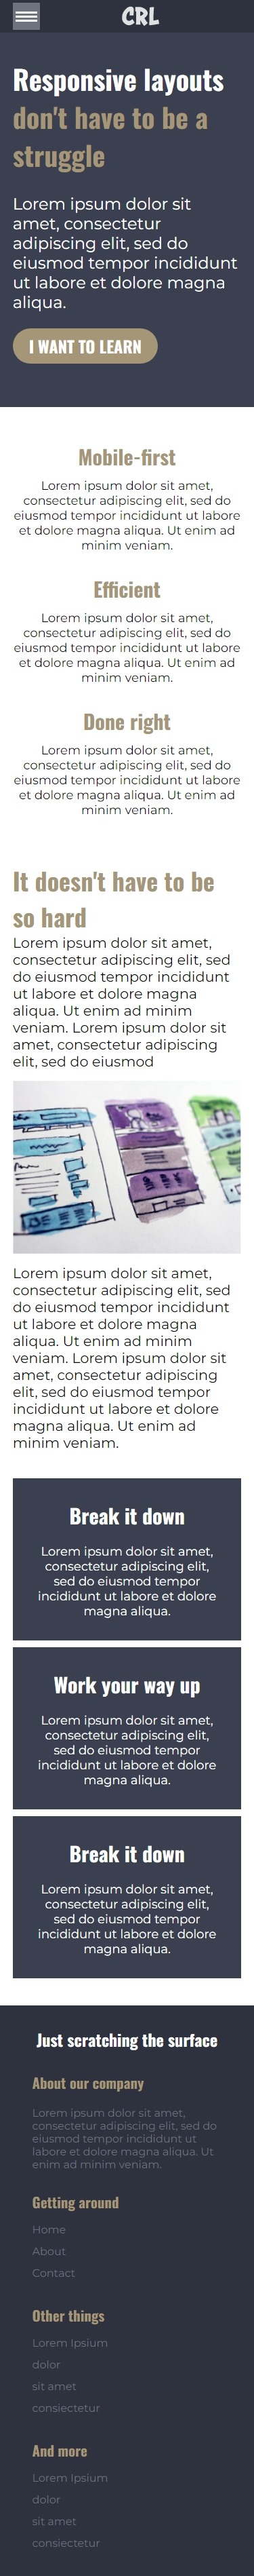 CRL
Responsive layouts
don't have to be a
struggle
Lorem ipsum dolor sit
amet, consectetur
adipiscing elit, sed do
eiusmod tempor incididunt
ut labore et dolore magna
aliqua.
I WANT TO LEARN
Mobile-first
Lorem ipsum dolor sit amet,
consectetur adipiscing elit, sed do
eiusmod tempor incididunt ut labore
et dolore magna aliqua. Ut enim ad
minim veniam.
Efficient
Lorem ipsum dolor sit amet,
consectetur adipiscing elit, sed do
eiusmod tempor incididunt ut labore
et dolore magna aliqua. Ut enim ad
minim veniam.
Done right
Lorem ipsum dolor sit amet,
consectetur adipiscing elit, sed do
eiusmod tempor incididunt ut labore
et dolore magna aliqua. Ut enim ad
minim veniam.
It doesn't have to be
so hard
Lorem ipsum dolor sit amet,
consectetur adipiscing elit, sed
do eiusmod tempor incididunt
ut labore et dolore magna
aliqua. Ut enim ad minim
veniam. Lorem ipsum dolor sit
amet, consectetur adipiscing
elit, sed do eiusmod
Lorem ipsum dolor sit amet,
consectetur adipiscing elit, sed
do eiusmod tempor incididunt
ut labore et dolore magna
aliqua. Ut enim ad minim
veniam. Lorem ipsum dolor sit
amet, consectetur adipiscing
elit, sed do eiusmod tempor
incididunt ut labore et dolore
magna aliqua. Ut enim ad
minim veniam.
Break it down
Lorem ipsum dolor sit amet,
consectetur adipiscing elit,
sed do eiusmod tempor
incididunt ut labore et dolore
magna aliqua.
Work your way up
Lorem ipsum dolor sit amet,
consectetur adipiscing elit,
sed do eiusmod tempor
incididunt ut labore et dolore
magna aliqua.
Break it down
Lorem ipsum dolor sit amet,
consectetur adipiscing elit,
sed do eiusmod tempor
incididunt ut labore et dolore
magna aliqua.
Just scratching the surface
About our company
Lorem ipsum dolor sit amet,
consectetur adipiscing elit, sed do
eiusmod tempor incididunt ut
labore et dolore magna aliqua. Ut
enim ad minim veniam.
Getting around
Home
About
Contact
Other things
Lorem Ipsium
dolor
sit amet
consiectetur
And more
Lorem Ipsium
dolor
sit amet
consiectetur